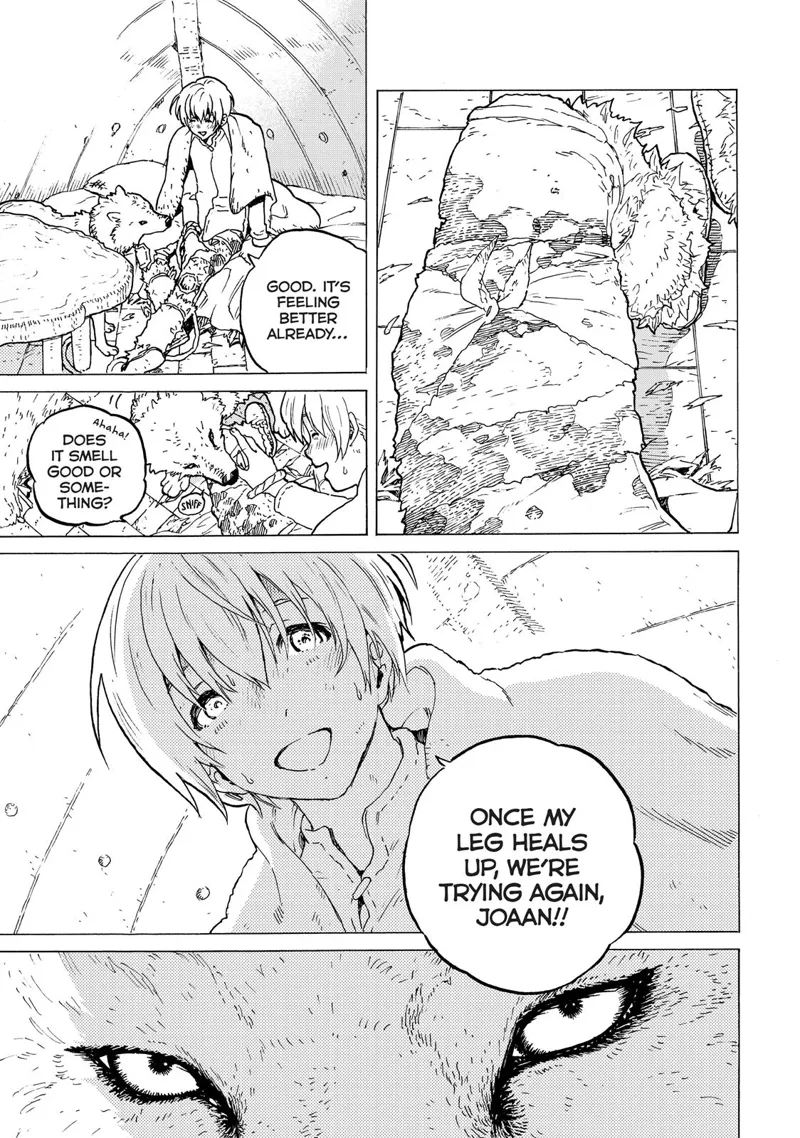 GOOD. IT'S
FEELING
BETTER
ALREADY...
Ahaha!
DOES
IT SMELL
GOOD OR
SOME-
THING?
SNIFF
ONCE MY
LEG HEALS
UP, WE'RE
TRYING AGAIN,
JOAAN!!